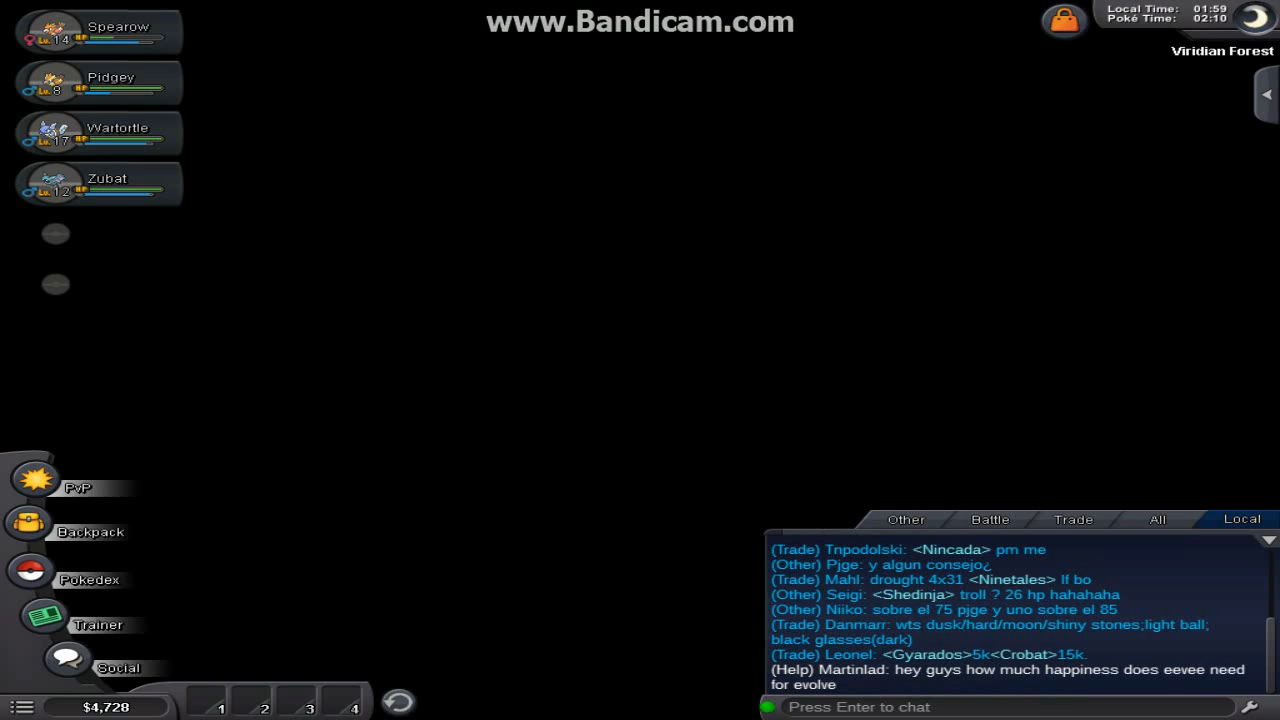 www.Bandicam.com
Local Time: 01:59
Poké Time: 02:10
Viridian Forest
Spearow
Lv. 14 HP
Pidgey
Lv. 8 HP
Wartortle
Lv. 17 HP
Zubat
Lv. 12 HP
PvP
Backpack
Pokedex
Trainer
Social
$4,728
1 2 3 4
Other Battle Trade All Local
(Trade) Tnpodolski: <Nincada> pm me
(Other) Pjge: y algun consejo¿
(Trade) Mahl: drought 4x31 <Ninetales> lf bo
(Other) Seigi: <Shedinja> troll ? 26 hp hahahaha
(Other) Niiko: sobre el 75 pjge y uno sobre el 85
(Trade) Danmarr: wts dusk/hard/moon/shiny stones;light ball;
black glasses(dark)
(Trade) Leonel: <Gyarados>5k<Crobat>15k.
(Help) Martinlad: hey guys how much happiness does eevee need
for evolve
Press Enter to chat